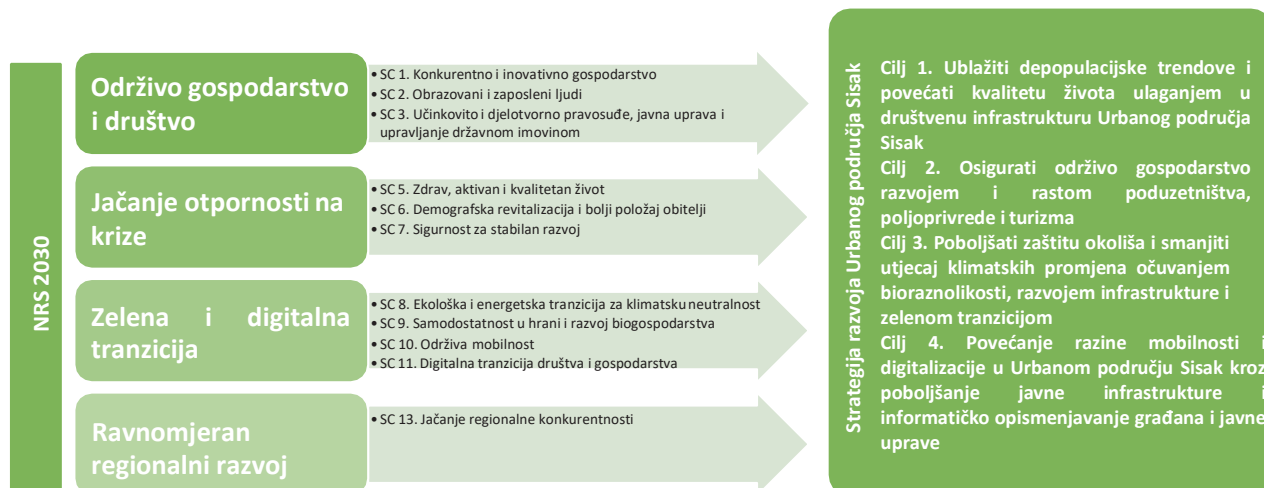 NRS 2030
Održivo gospodarstvo
i društvo
• SC 1. Konkurentno i inovativno gospodarstvo
• SC 2. Obrazovani i zaposleni ljudi
• SC 3. Učinkovito i djelotvorno pravosuđe, javna uprava i
upravljanje državnom imovinom
Jačanje otpornosti na
krize
• SC 5. Zdrav, aktivan i kvalitetan život
• SC 6. Demografska revitalizacija i bolji položaj obitelji
• SC 7. Sigurnost za stabilan razvoj
Zelena i digitalna
tranzicija
• SC 8. Ekološka i energetska tranzicija za klimatsku neutralnost
• SC 9. Samodostatnost u hrani i razvoj biogospodarstva
• SC 10. Održiva mobilnost
• SC 11. Digitalna tranzicija društva i gospodarstva
Ravnomjeran
regionalni razvoj
• SC 13. Jačanje regionalne konkurentnosti
Strategija razvoja Urbanog područja Sisak
Cilj 1. Ublažiti depopulacijske trendove i
povećati kvalitetu života ulaganjem u
društvenu infrastrukturu Urbanog područja
Sisak
Cilj 2. Osigurati održivo gospodarstvo
razvojem i rastom poduzetništva,
poljoprivrede i turizma
Cilj 3. Poboljšati zaštitu okoliša i smanjiti
utjecaj klimatskih promjena očuvanjem
bioraznolikosti, razvojem infrastrukture i
zelenom tranzicijom
Cilj 4. Povećanje razine mobilnosti i
digitalizacije u Urbanom području Sisak kroz
poboljšanje javne infrastrukture i
informatičko opismenjavanje građana i javne
uprave